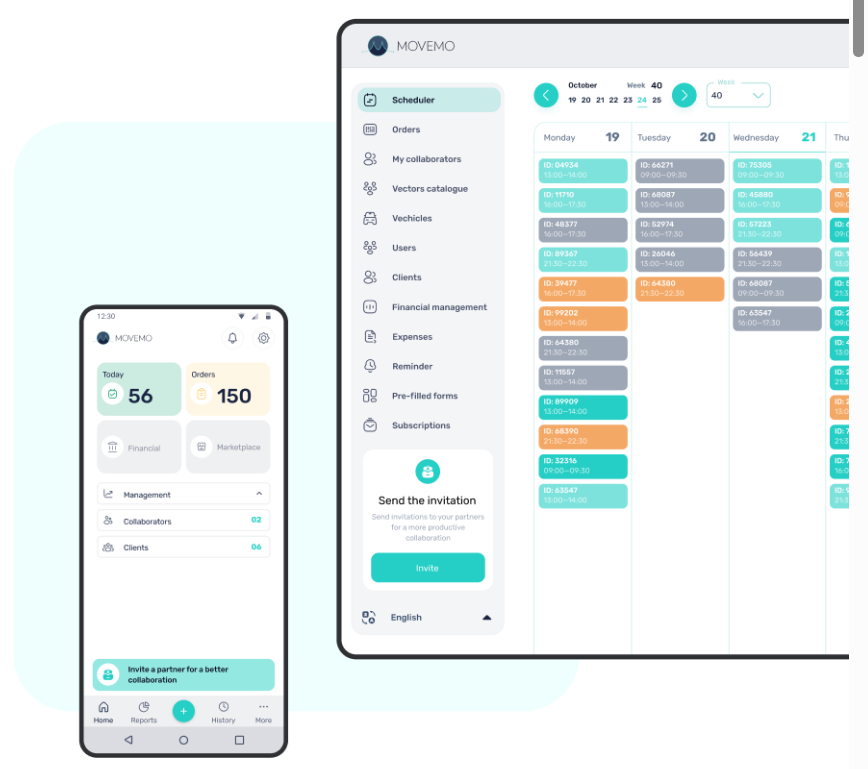 MOVEMO
Scheduler
Orders
My collaborators
Vectors catalogue
Vechicles
Users
Clients
Financial management
Expenses
Reminder
Pre-filled forms
Subscriptions
Send the invitation
Send invitations to your partners
for a more productive
collaboration
Invite
English
October Week 40
19 20 21 22 23 24 25
Week
40
Monday 19
ID: 04934
13:00–14:00
ID: 11710
16:00–17:30
ID: 48377
16:00–17:30
ID: 89367
21:30–22:30
ID: 39477
16:00–17:30
ID: 99202
13:00–14:00
ID: 64380
21:30–22:30
ID: 11557
13:00–14:00
ID: 89909
13:00–14:00
ID: 68390
21:30–22:30
ID: 32316
09:00–09:30
ID: 63547
13:00–14:00
Tuesday 20
ID: 66271
09:00–09:30
ID: 68087
13:00–14:00
ID: 52974
16:00–17:30
ID: 26046
13:00–14:00
ID: 64380
21:30–22:30
Wednesday 21
ID: 75305
09:00–09:30
ID: 45880
16:00–17:30
ID: 57223
21:30–22:30
ID: 56439
21:30–22:30
ID: 68087
09:00–09:30
ID: 63547
16:00–17:30
Thu
12:30
MOVEMO
Today
56
Orders
150
Financial
Marketplace
Management
Collaborators 02
Clients 06
Invite a partner for a better
collaboration
Home
Reports
+
History
More